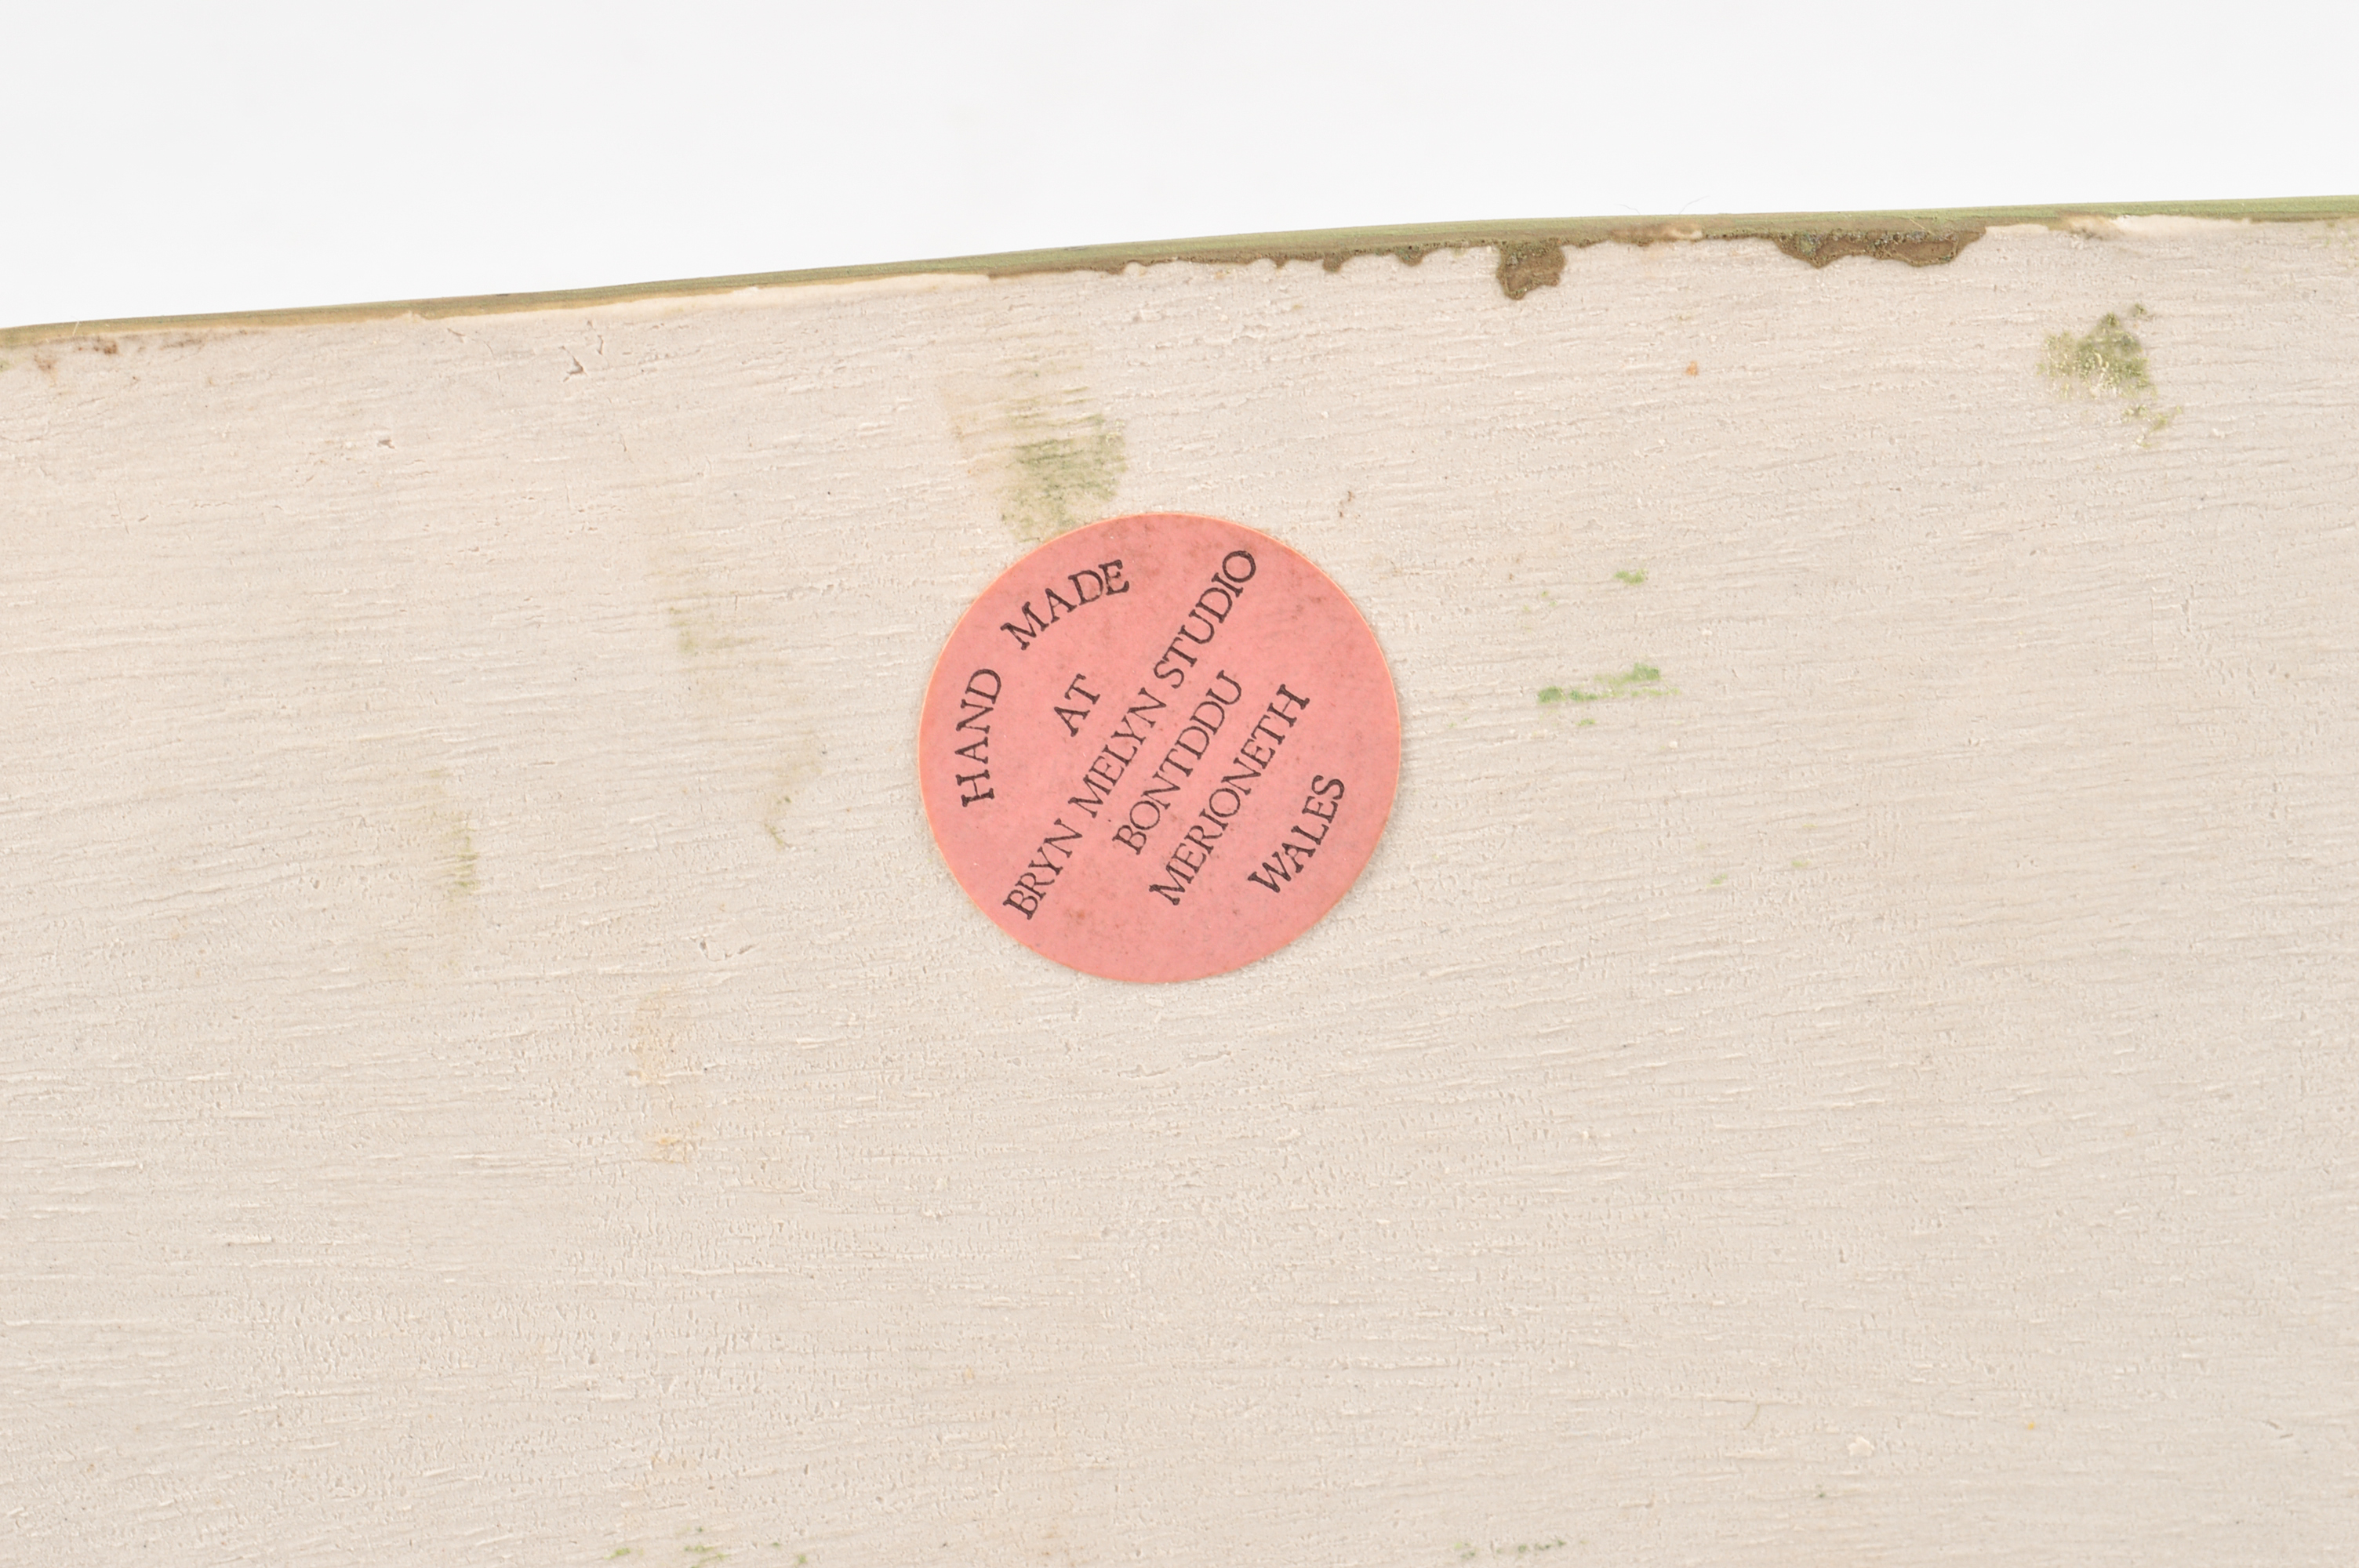 HAND MADE
AT
BRYN MELYN STUDIO
BONTDDU
MERIONETH
WALES